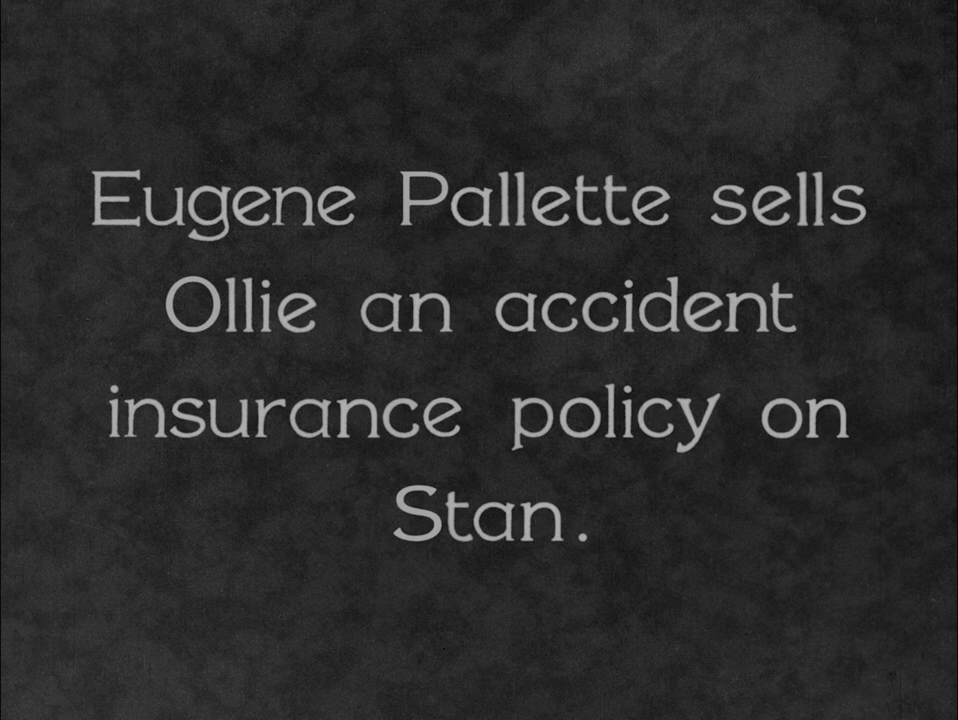 Eugene Pallette sells
Ollie an accident
insurance policy on
Stan.